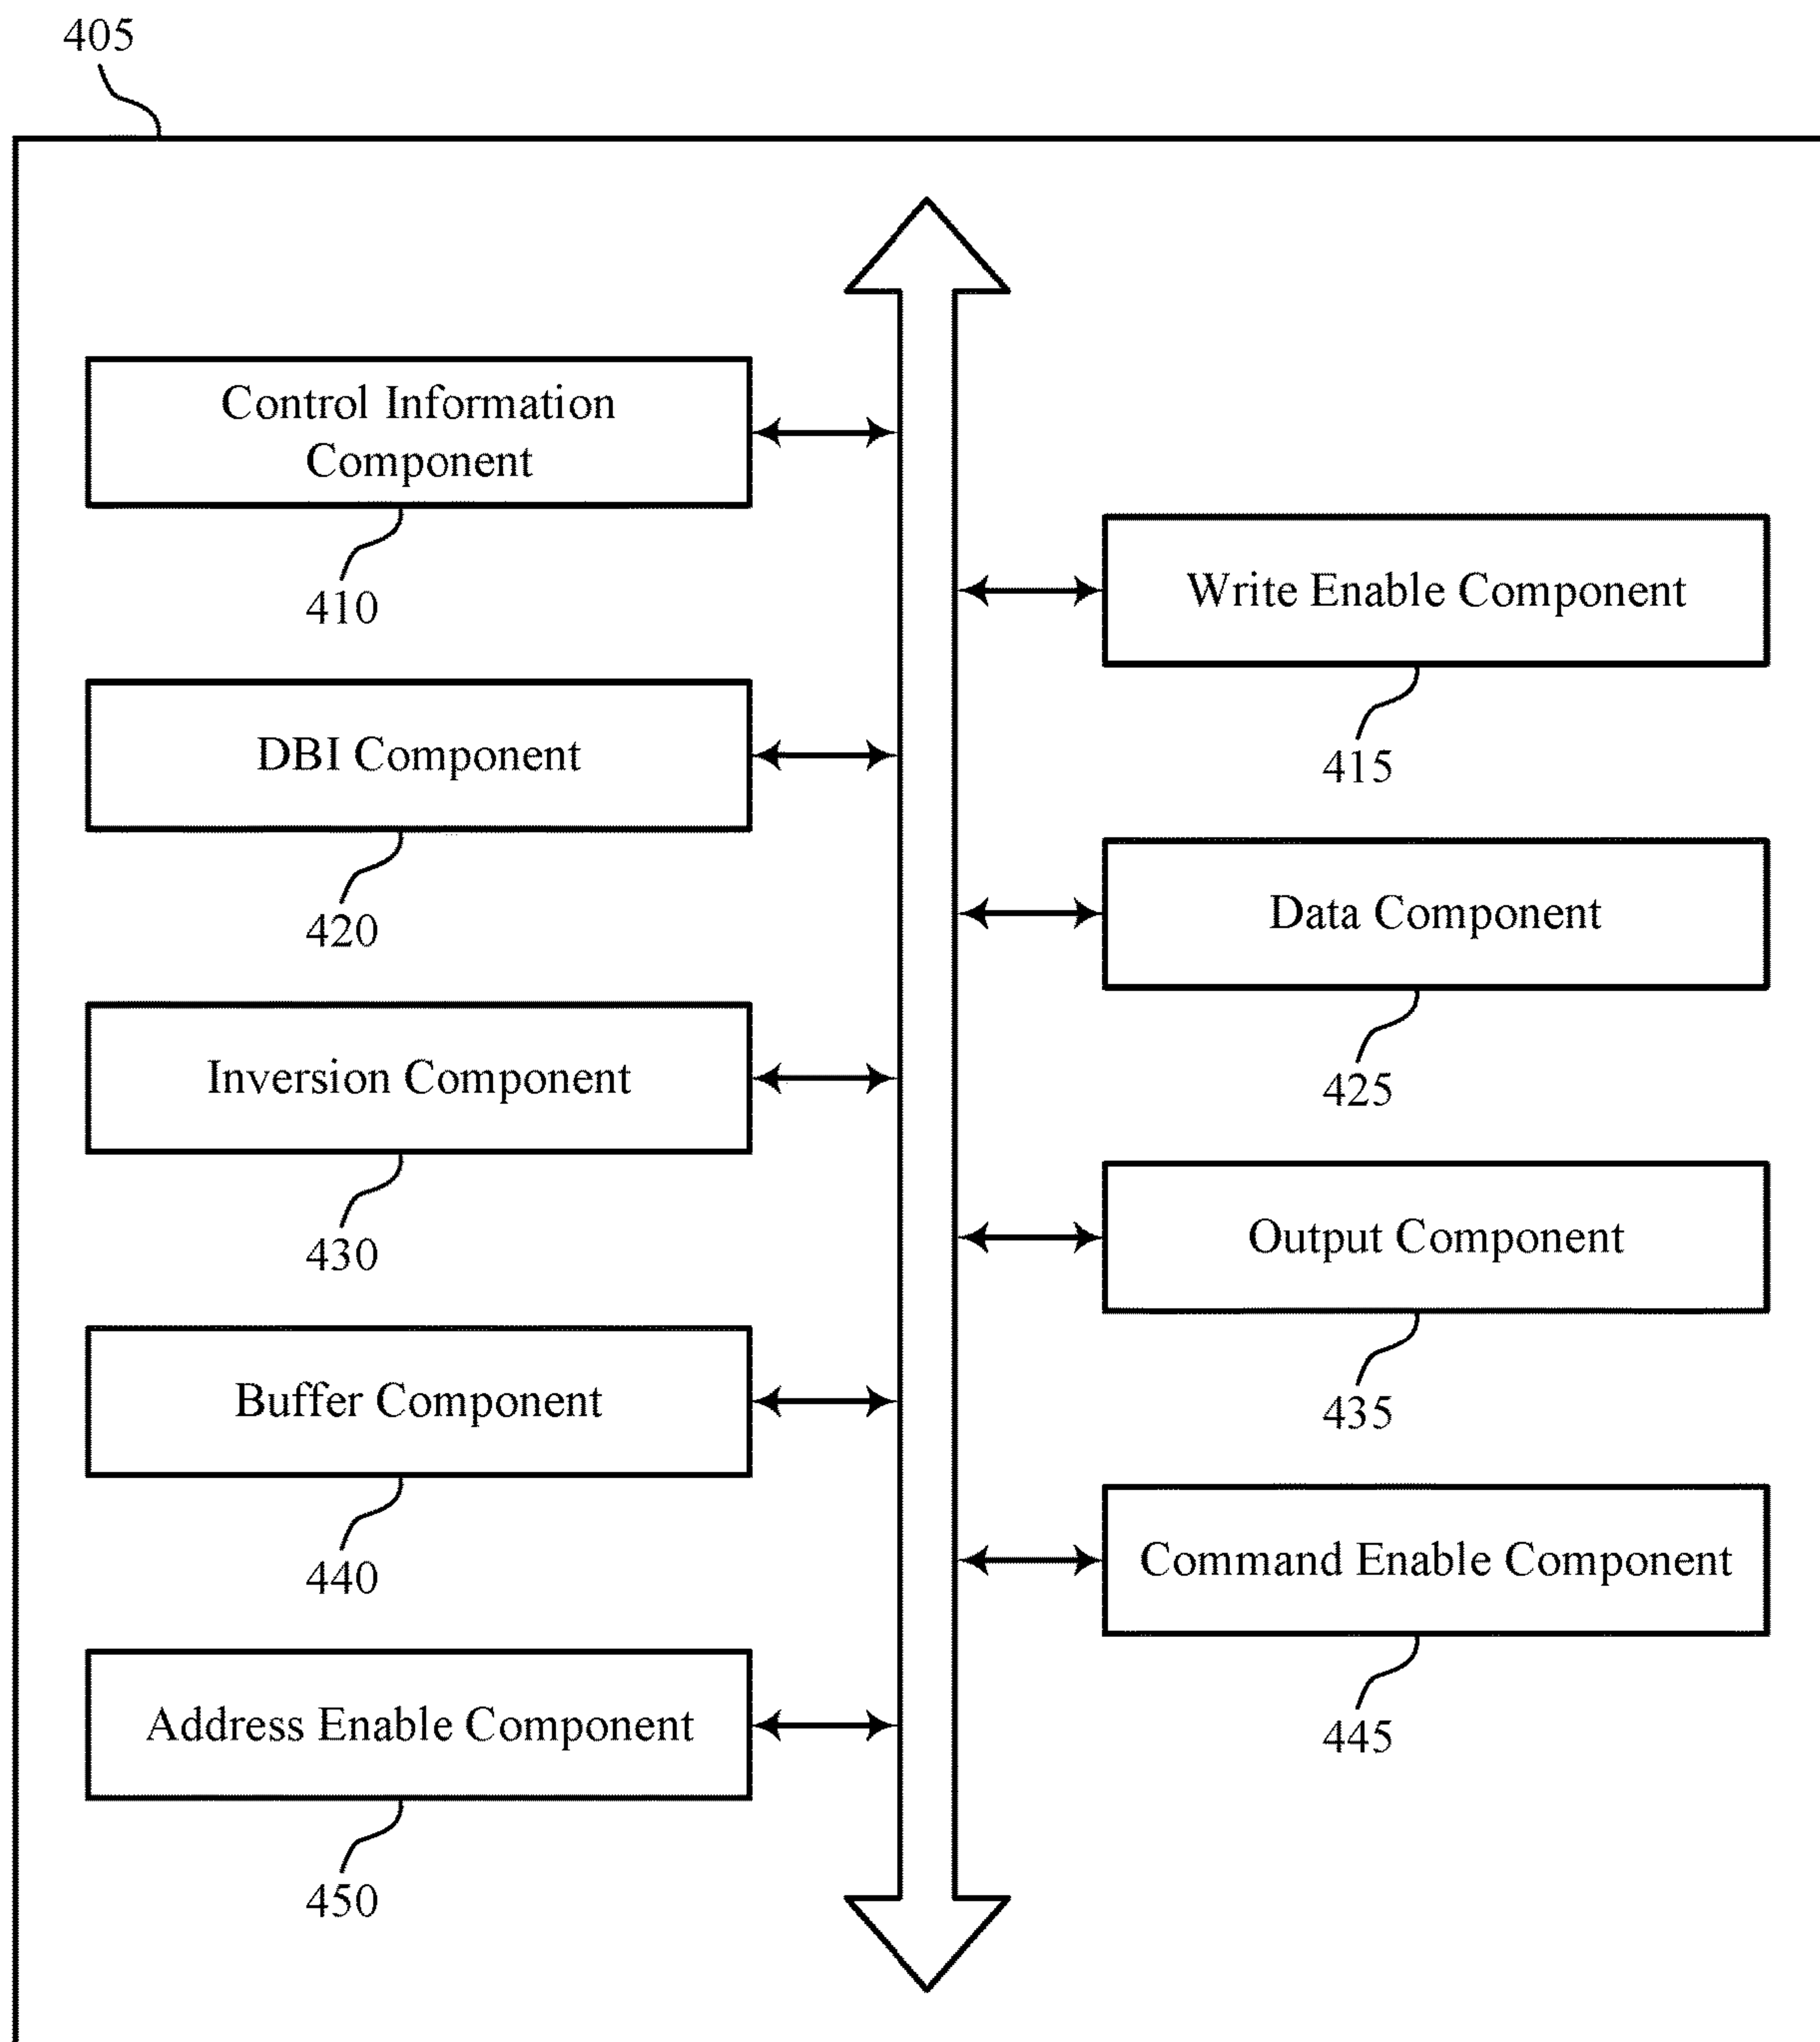 405
Control Information
Component
410
Write Enable Component
415
DBI Component
420
Data Component
425
Inversion Component
430
Output Component
435
Buffer Component
440
Command Enable Component
445
Address Enable Component
450